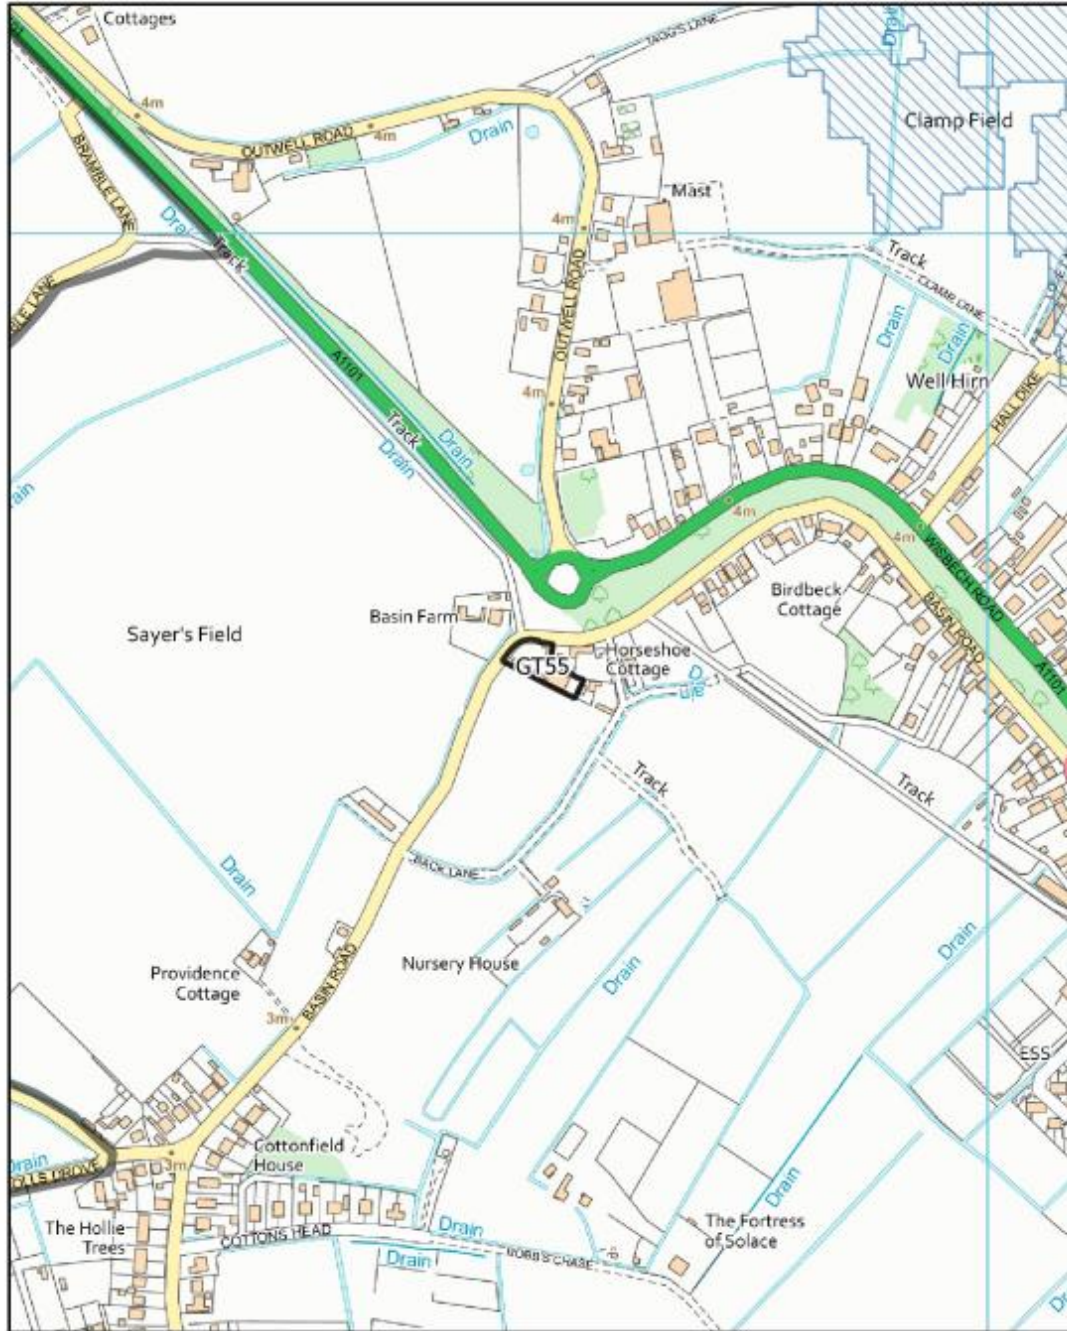 Cottages
Drain
TAGG'S LANE
4m
OUTWELL ROAD
4m
Drain
Clamp Field
BRAMBLE LANE
Mast
4m
Track
Track
CLAMP LANE
OUTWELL ROAD
Drain
Drain
A1101
Well Hirn
4m
Track
Drain
Drain
HALL DIKE
4m
4m
WISBECH ROAD
Basin Farm
Birdbeck
Cottage
BASIN ROAD
Sayer's Field
Horseshoe
Cottage
GT55
A1101
Track
Track
BACK LANE
Drain
Nursery House
Drain
Drain
Providence
Cottage
BASIN ROAD
3m
ESS
Cottonfield
House
Drain
3m
Drain
The Hollie
Trees
COTTONS HEAD
Drain
The Fortress
of Solace
Drain